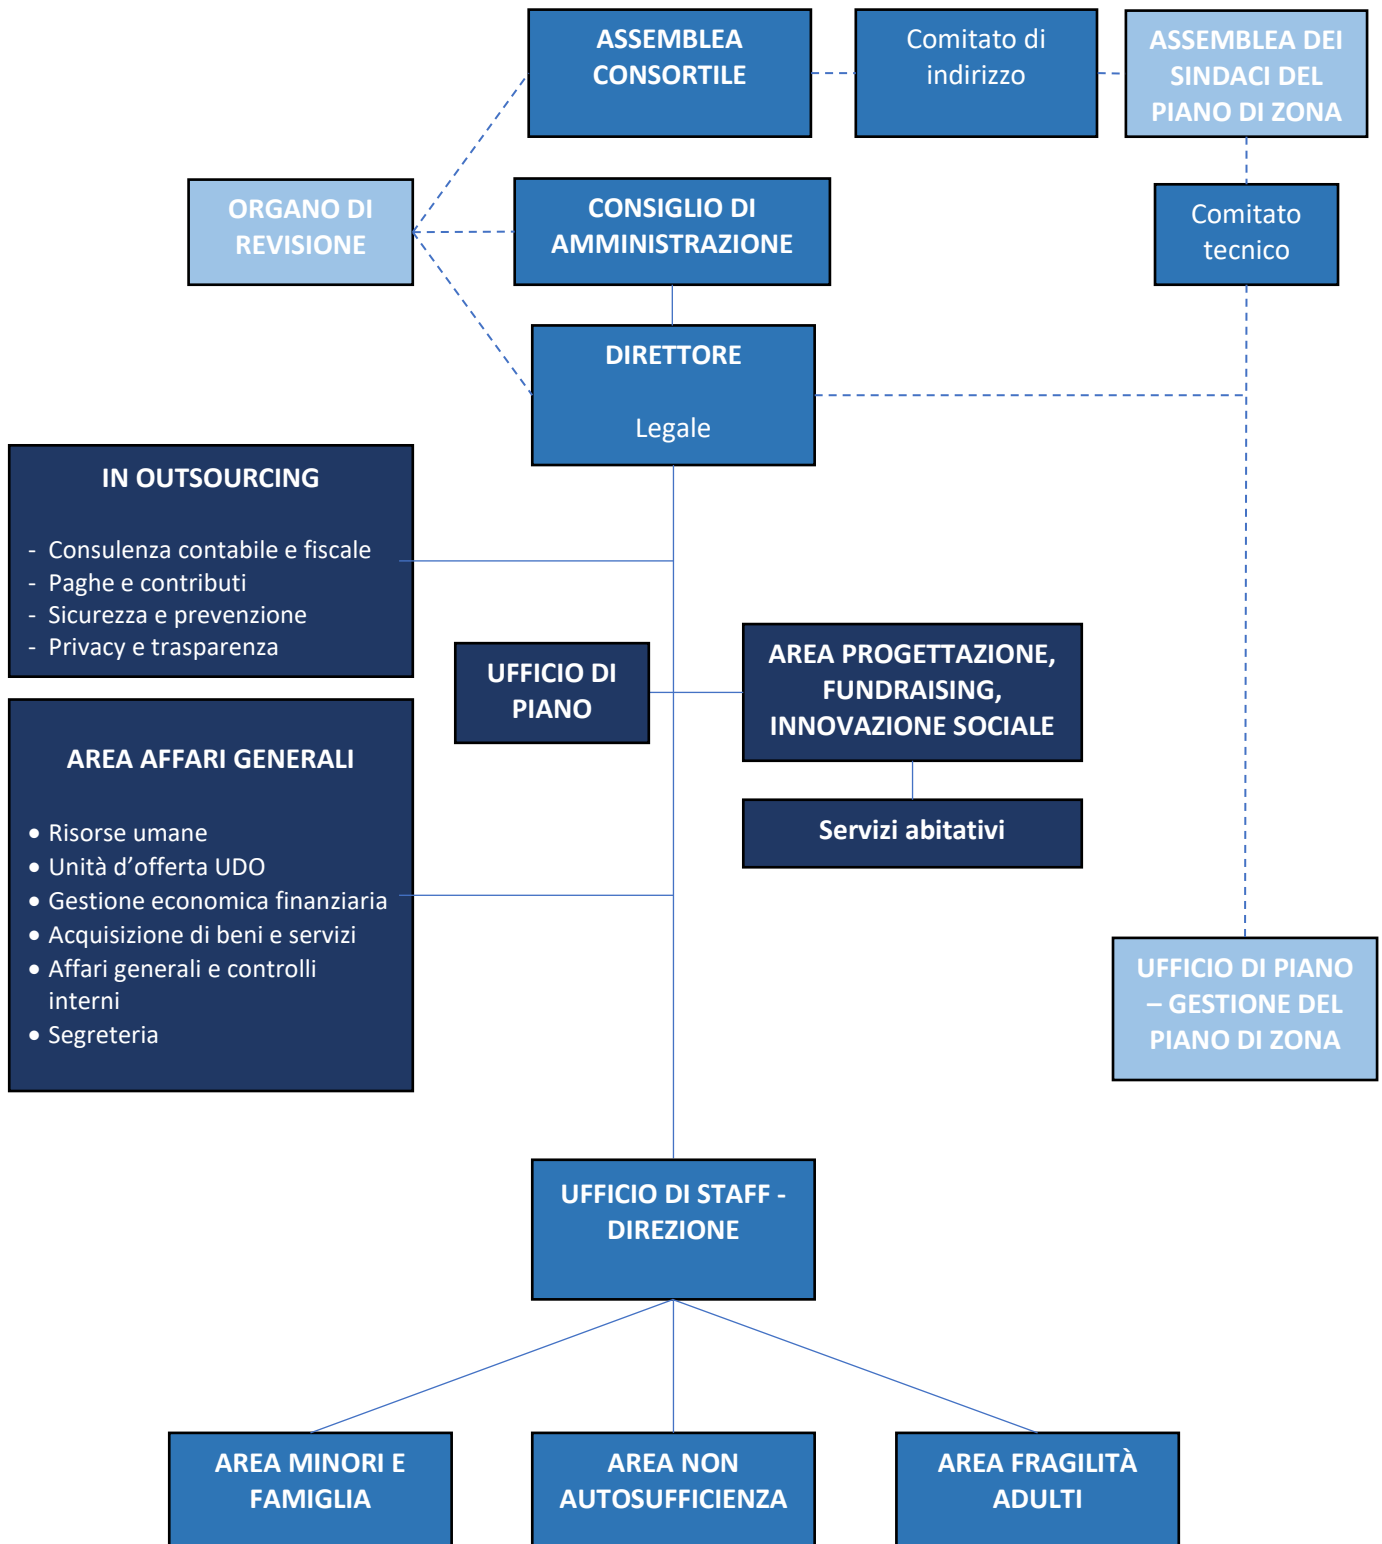 ASSEMBLEA
CONSORTILE
Comitato di
indirizzo
ASSEMBLEA DEI
SINDACI DEL
PIANO DI ZONA
ORGANO DI
REVISIONE
CONSIGLIO DI
AMMINISTRAZIONE
Comitato
tecnico
DIRETTORE
Legale
IN OUTSOURCING
- Consulenza contabile e fiscale
- Paghe e contributi
- Sicurezza e prevenzione
- Privacy e trasparenza
UFFICIO DI
PIANO
AREA PROGETTAZIONE,
FUNDRAISING,
INNOVAZIONE SOCIALE
Servizi abitativi
AREA AFFARI GENERALI
• Risorse umane
• Unità d’offerta UDO
• Gestione economica finanziaria
• Acquisizione di beni e servizi
• Affari generali e controlli
interni
• Segreteria
UFFICIO DI PIANO
– GESTIONE DEL
PIANO DI ZONA
UFFICIO DI STAFF -
DIREZIONE
AREA MINORI E
FAMIGLIA
AREA NON
AUTOSUFFICIENZA
AREA FRAGILITÀ
ADULTI